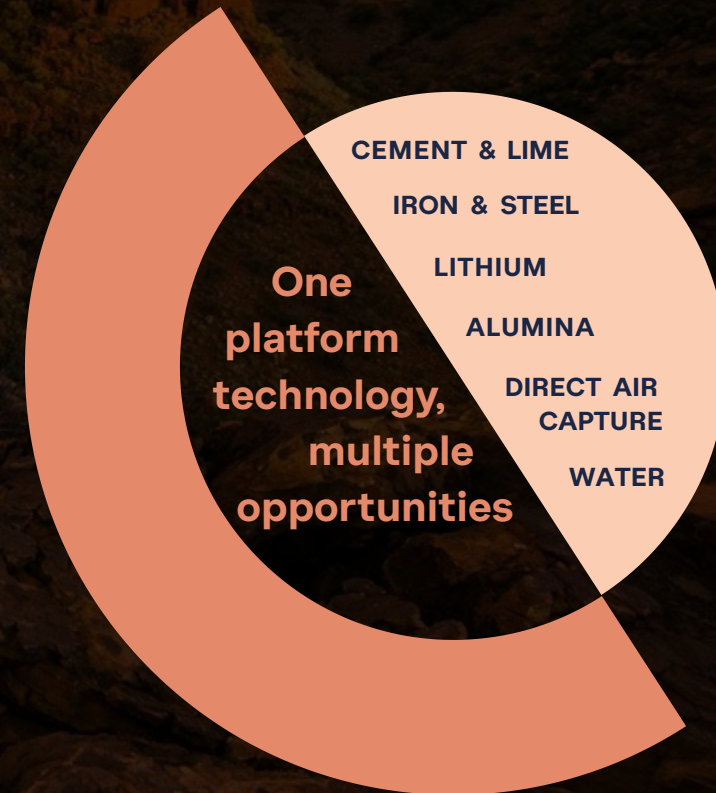 One
platform
technology,
multiple
opportunities
CEMENT & LIME
IRON & STEEL
LITHIUM
ALUMINA
DIRECT AIR
CAPTURE
WATER